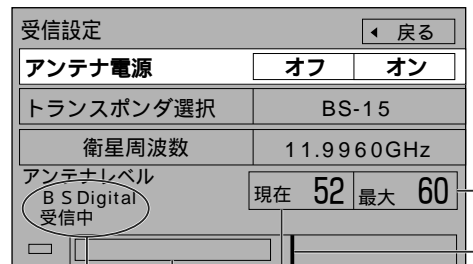 受信設定 ◀ 戻る
アンテナ電源 オフ オン
トランスポンダ選択 BS-15
衛星周波数 11.9960GHz
アンテナレベル
BSDigital
受信中
現在 52 最大 60